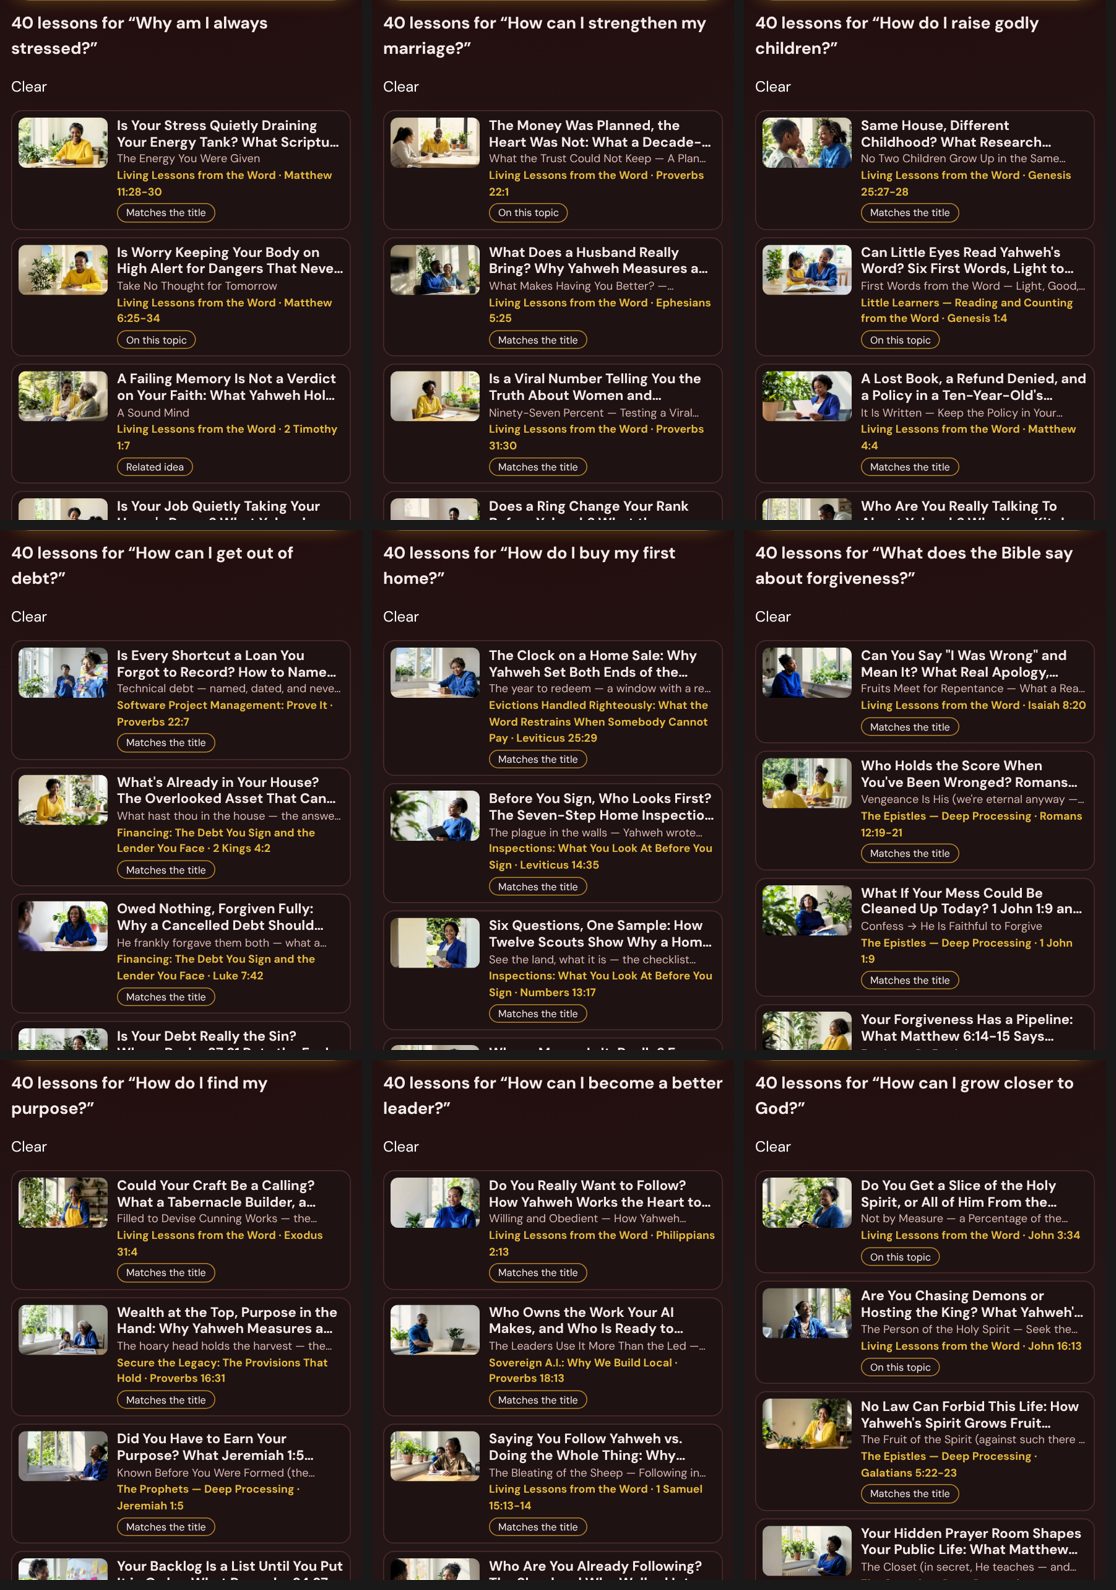 40 lessons for “Why am I always
stressed?”
Clear
Is Your Stress Quietly Draining
Your Energy Tank? What Scriptu...
The Energy You Were Given
Living Lessons from the Word · Matthew
11:28-30
Matches the title
Is Worry Keeping Your Body on
High Alert for Dangers That Neve...
Take No Thought for Tomorrow
Living Lessons from the Word · Matthew
6:25-34
On this topic
A Failing Memory Is Not a Verdict
on Your Faith: What Yahweh Hol...
A Sound Mind
Living Lessons from the Word · 2 Timothy
1:7
Related idea
Is Your Job Quietly Taking Your
40 lessons for “How can I strengthen my
marriage?”
Clear
The Money Was Planned, the
Heart Was Not: What a Decade-...
What the Trust Could Not Keep — A Plan...
Living Lessons from the Word · Proverbs
22:1
On this topic
What Does a Husband Really
Bring? Why Yahweh Measures a...
What Makes Having You Better? —...
Living Lessons from the Word · Ephesians
5:25
Matches the title
Is a Viral Number Telling You the
Truth About Women and...
Ninety-Seven Percent — Testing a Viral...
Living Lessons from the Word · Proverbs
31:30
Matches the title
Does a Ring Change Your Rank
40 lessons for “How do I raise godly
children?”
Clear
Same House, Different
Childhood? What Research...
No Two Children Grow Up in the Same...
Living Lessons from the Word · Genesis
25:27-28
Matches the title
Can Little Eyes Read Yahweh's
Word? Six First Words, Light to...
First Words from the Word — Light, Good,...
Little Learners — Reading and Counting
from the Word · Genesis 1:4
On this topic
A Lost Book, a Refund Denied, and
a Policy in a Ten-Year-Old's...
It Is Written — Keep the Policy in Your...
Living Lessons from the Word · Matthew
4:4
Matches the title
Who Are You Really Talking To
40 lessons for “How can I get out of
debt?”
Clear
Is Every Shortcut a Loan You
Forgot to Record? How to Name...
Technical debt — named, dated, and neve...
Software Project Management: Prove It ·
Proverbs 22:7
Matches the title
What's Already in Your House?
The Overlooked Asset That Can...
What hast thou in the house — the answe...
Financing: The Debt You Sign and the
Lender You Face · 2 Kings 4:2
Matches the title
Owed Nothing, Forgiven Fully:
Why a Cancelled Debt Should...
He frankly forgave them both — what a...
Financing: The Debt You Sign and the
Lender You Face · Luke 7:42
Matches the title
Is Your Debt Really the Sin?
40 lessons for “How do I buy my first
home?”
Clear
The Clock on a Home Sale: Why
Yahweh Set Both Ends of the...
The year to redeem — a window with a re...
Evictions Handled Righteously: What the
Word Restrains When Somebody Cannot
Pay · Leviticus 25:29
Matches the title
Before You Sign, Who Looks First?
The Seven-Step Home Inspectio...
The plague in the walls — Yahweh wrote...
Inspections: What You Look At Before You
Sign · Leviticus 14:35
Matches the title
Six Questions, One Sample: How
Twelve Scouts Show Why a Hom...
See the land, what it is — the checklist...
Inspections: What You Look At Before You
Sign · Numbers 13:17
Matches the title
40 lessons for “What does the Bible say
about forgiveness?”
Clear
Can You Say "I Was Wrong" and
Mean It? What Real Apology,...
Fruits Meet for Repentance — What a Rea...
Living Lessons from the Word · Isaiah 8:20
Matches the title
Who Holds the Score When
You've Been Wronged? Romans...
Vengeance Is His (we're eternal anyway —...
The Epistles — Deep Processing · Romans
12:19-21
Matches the title
What If Your Mess Could Be
Cleaned Up Today? 1 John 1:9 an...
Confess → He Is Faithful to Forgive
The Epistles — Deep Processing · 1 John
1:9
Matches the title
Your Forgiveness Has a Pipeline:
What Matthew 6:14-15 Says...
40 lessons for “How do I find my
purpose?”
Clear
Could Your Craft Be a Calling?
What a Tabernacle Builder, a...
Filled to Devise Cunning Works — the...
Living Lessons from the Word · Exodus
31:4
Matches the title
Wealth at the Top, Purpose in the
Hand: Why Yahweh Measures a...
The hoary head holds the harvest — the...
Secure the Legacy: The Provisions That
Hold · Proverbs 16:31
Matches the title
Did You Have to Earn Your
Purpose? What Jeremiah 1:5...
Known Before You Were Formed (the...
The Prophets — Deep Processing ·
Jeremiah 1:5
Matches the title
Your Backlog Is a List Until You Put
40 lessons for “How can I become a better
leader?”
Clear
Do You Really Want to Follow?
How Yahweh Works the Heart to...
Willing and Obedient — How Yahweh...
Living Lessons from the Word · Philippians
2:13
Matches the title
Who Owns the Work Your AI
Makes, and Who Is Ready to...
The Leaders Use It More Than the Led —...
Sovereign A.I.: Why We Build Local ·
Proverbs 18:13
Matches the title
Saying You Follow Yahweh vs.
Doing the Whole Thing: Why...
The Bleating of the Sheep — Following in...
Living Lessons from the Word · 1 Samuel
15:13-14
Matches the title
Who Are You Already Following?
40 lessons for “How can I grow closer to
God?”
Clear
Do You Get a Slice of the Holy
Spirit, or All of Him From the...
Not by Measure — a Percentage of the...
Living Lessons from the Word · John 3:34
On this topic
Are You Chasing Demons or
Hosting the King? What Yahweh'...
The Person of the Holy Spirit — Seek the...
Living Lessons from the Word · John 16:13
On this topic
No Law Can Forbid This Life: How
Yahweh's Spirit Grows Fruit...
The Fruit of the Spirit (against such there ...
The Epistles — Deep Processing ·
Galatians 5:22-23
Matches the title
Your Hidden Prayer Room Shapes
Your Public Life: What Matthew...
The Closet (in secret, He teaches — and...